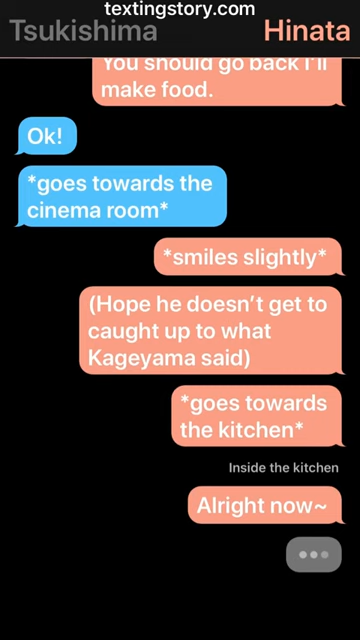 textingstory.com
Tsukishima
Hinata
You should go back I'll
make food.
Ok!
*goes towards the
cinema room*
*smiles slightly*
(Hope he doesn't get to
caught up to what
Kageyama said)
*goes towards
the kitchen*
Inside the kitchen
Alright now~